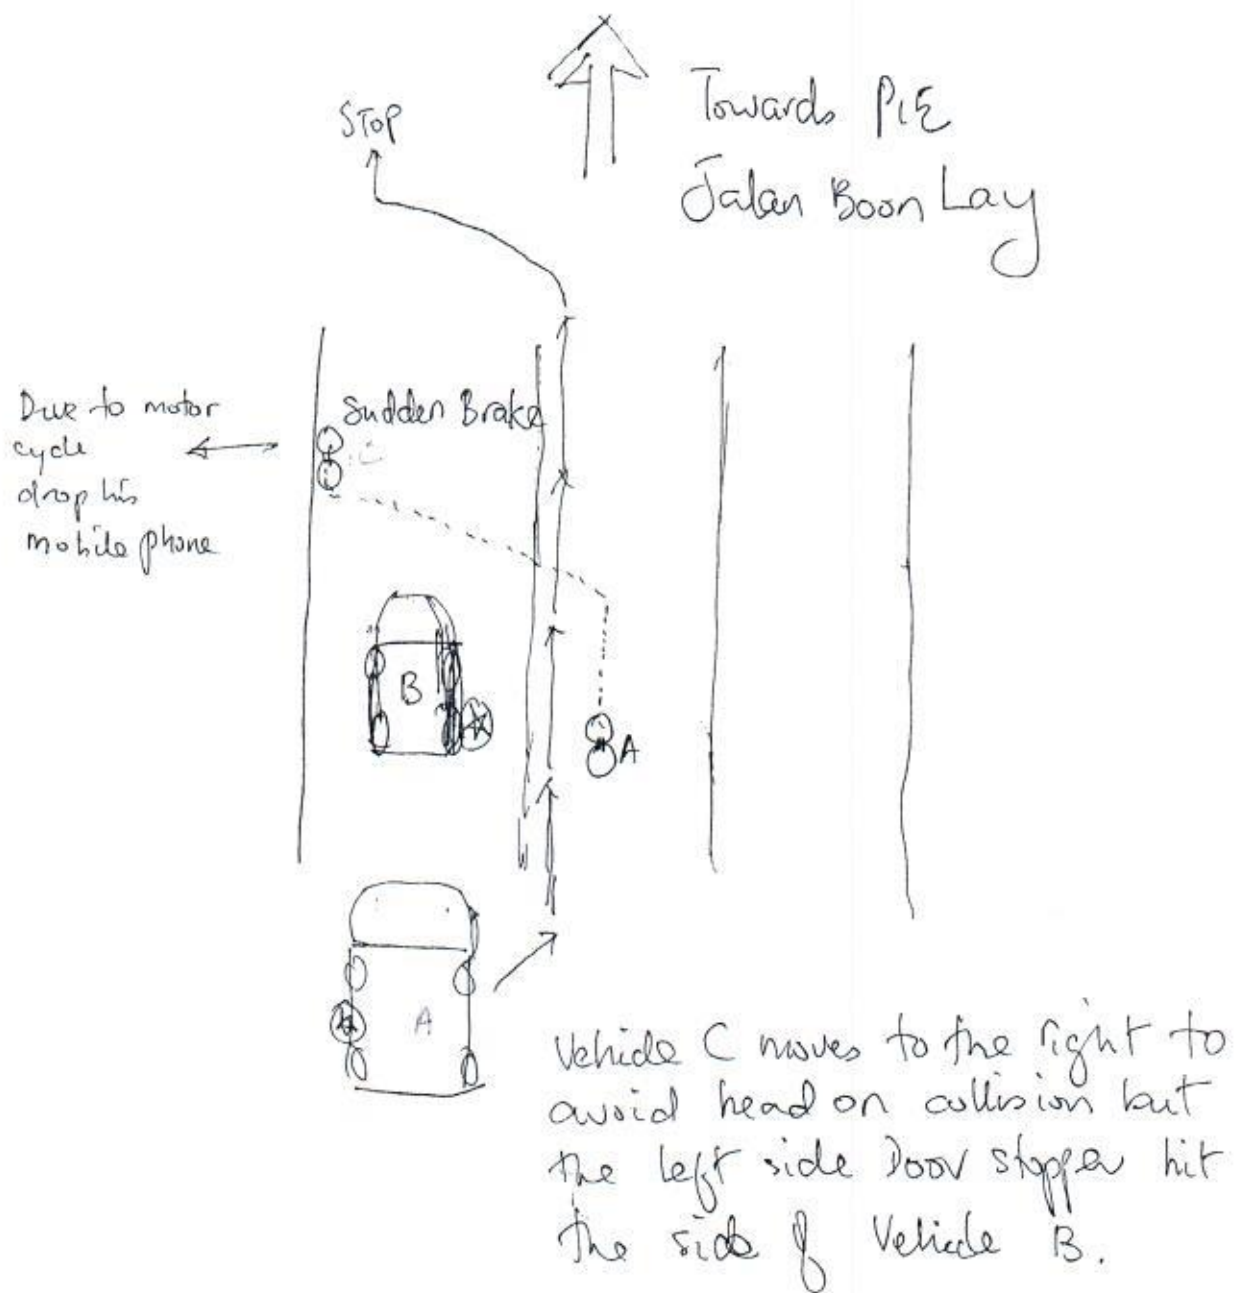 STOP
Towards PIE
Jalan Boon Lay
Due to motor
cycle
drop his
mobile phone
Sudden Brake
C
B
A
A
Vehicle C moves to the right to
avoid head on collision but
the left side Door stopper hit
the side of Vehicle B.